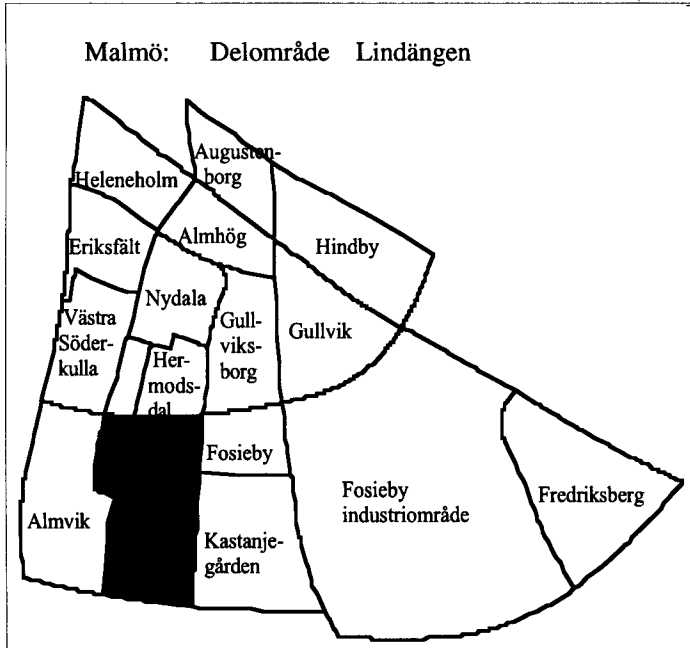 Malmö: Delområde Lindängen
Augusten-
borg
Heleneholm
Almhög
Eriksfält
Hindby
Nydala
Västra
Söder-
kulla
Gull-
viks-
borg
Gullvik
Her-
mods-
dal
Fosieby
Fosieby
industriområde
Fredriksberg
Almvik
Kastanje-
gården